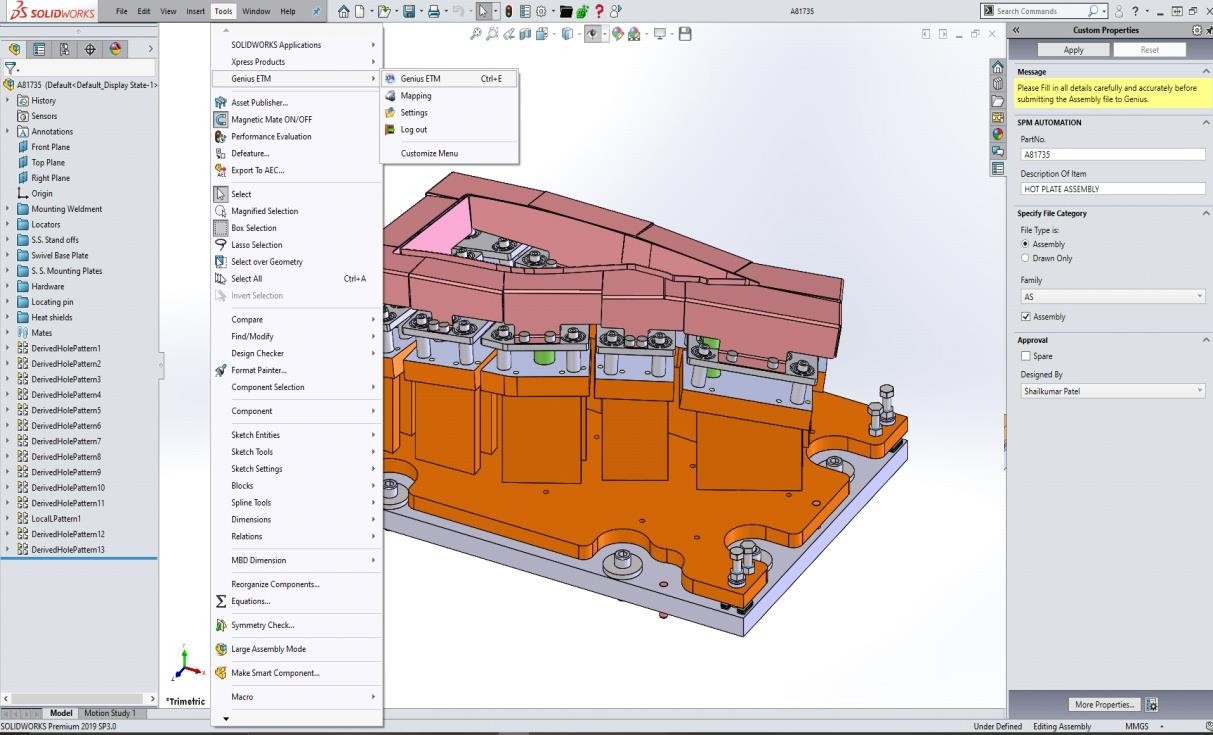 SOLIDWORKS
File Edit View Insert Tools Window Help
A81735
Search Commands
SOLIDWORKS Applications
Xpress Products
Genius ETM
Asset Publisher...
Magnetic Mate ON/OFF
Performance Evaluation
Defeature...
Export To AEC...
Select
Magnified Selection
Box Selection
Lasso Selection
Select over Geometry
Select All Ctrl+A
Invert Selection
Compare
Find/Modify
Design Checker
Format Painter...
Component Selection
Component
Sketch Entities
Sketch Tools
Sketch Settings
Blocks
Spline Tools
Dimensions
Relations
MBD Dimension
Reorganize Components...
Equations...
Symmetry Check...
Large Assembly Mode
Make Smart Component...
Macro
Genius ETM Ctrl+E
Mapping
Settings
Log out
Customize Menu
A81735 (Default<Default_Display State-1>
History
Sensors
Annotations
Front Plane
Top Plane
Right Plane
Origin
Mounting Weldment
Locators
S.S. Stand offs
Swivel Base Plate
S. S. Mounting Plates
Hardware
Locating pin
Heat shields
Mates
DerivedHolePattern1
DerivedHolePattern2
DerivedHolePattern3
DerivedHolePattern4
DerivedHolePattern5
DerivedHolePattern6
DerivedHolePattern7
DerivedHolePattern8
DerivedHolePattern9
DerivedHolePattern10
DerivedHolePattern11
LocalLPattern1
DerivedHolePattern12
DerivedHolePattern13
*Trimetric
Model Motion Study 1
SOLIDWORKS Premium 2019 SP3.0
Custom Properties
Apply Reset
Message
Please Fill in all details carefully and accurately before
submitting the Assembly file to Genius.
SPM AUTOMATION
PartNo.
A81735
Description Of Item
HOT PLATE ASSEMBLY
Specify File Category
File Type is:
Assembly
Drawn Only
Family
AS
Assembly
Approval
Spare
Designed By
Shailkumar Patel
More Properties...
Under Defined Editing Assembly MMGS